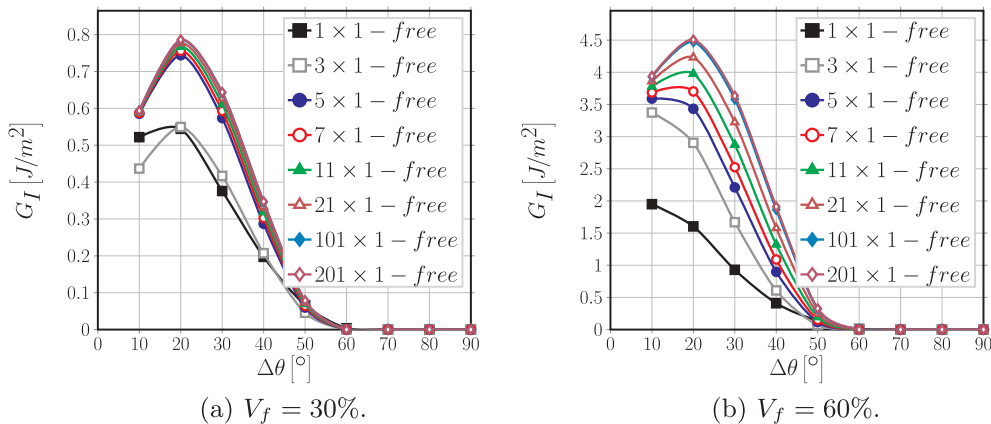 0.8
0.7
0.6
0.5
0.4
0.3
0.2
0.1
0
G_I [J/m^2]
0 10 20 30 40 50 60 70 80 90
Δθ [°]
1 × 1 − free
3 × 1 − free
5 × 1 − free
7 × 1 − free
11 × 1 − free
21 × 1 − free
101 × 1 − free
201 × 1 − free
(a) V_f = 30%.
4.5
4
3.5
3
2.5
2
1.5
1
0.5
0
G_I [J/m^2]
0 10 20 30 40 50 60 70 80 90
Δθ [°]
1 × 1 − free
3 × 1 − free
5 × 1 − free
7 × 1 − free
11 × 1 − free
21 × 1 − free
101 × 1 − free
201 × 1 − free
(b) V_f = 60%.